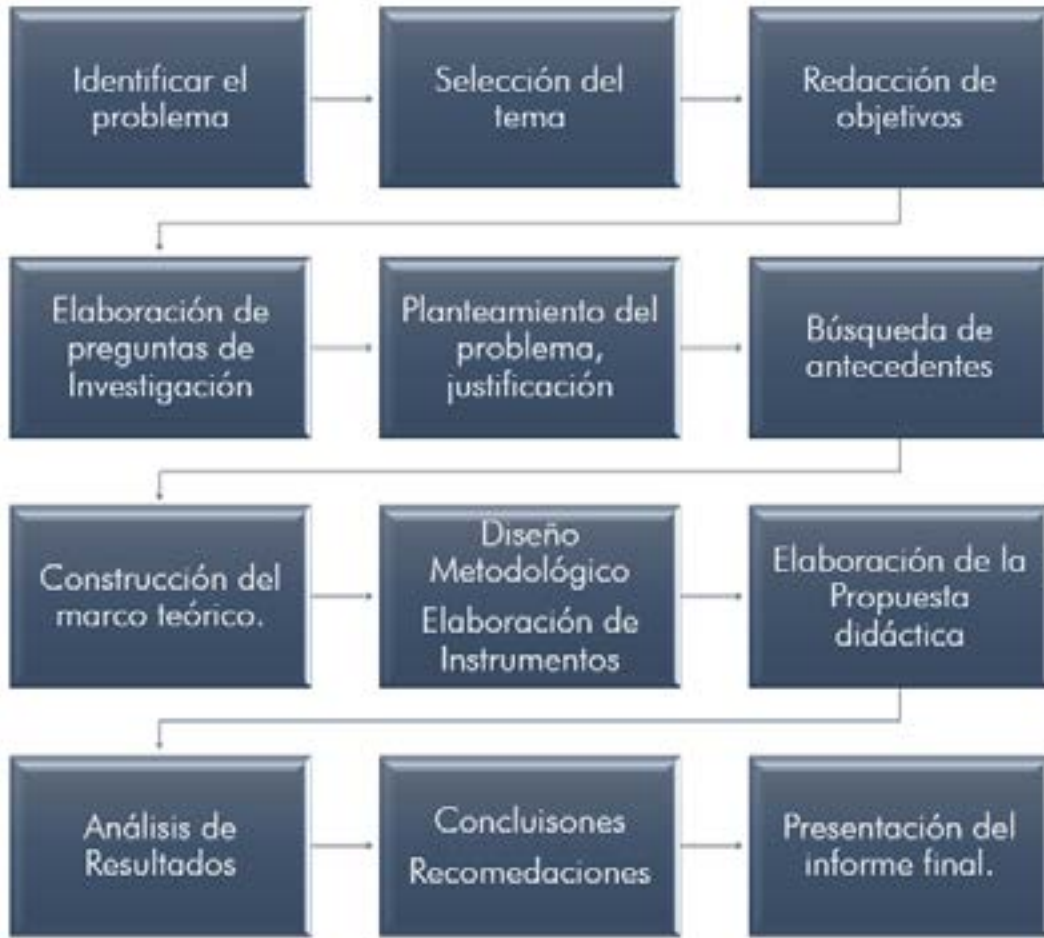 Identificar el
problema
Selección del
tema
Redacción de
objetivos
Elaboración de
preguntas de
Investigación
Planteamiento del
problema,
justificación
Búsqueda de
antecedentes
Construcción del
marco teórico.
Diseño
Metodológico
Elaboración de
Instrumentos
Elaboración de la
Propuesta
didáctica
Análisis de
Resultados
Concluisones
Recomedaciones
Presentación del
informe final.